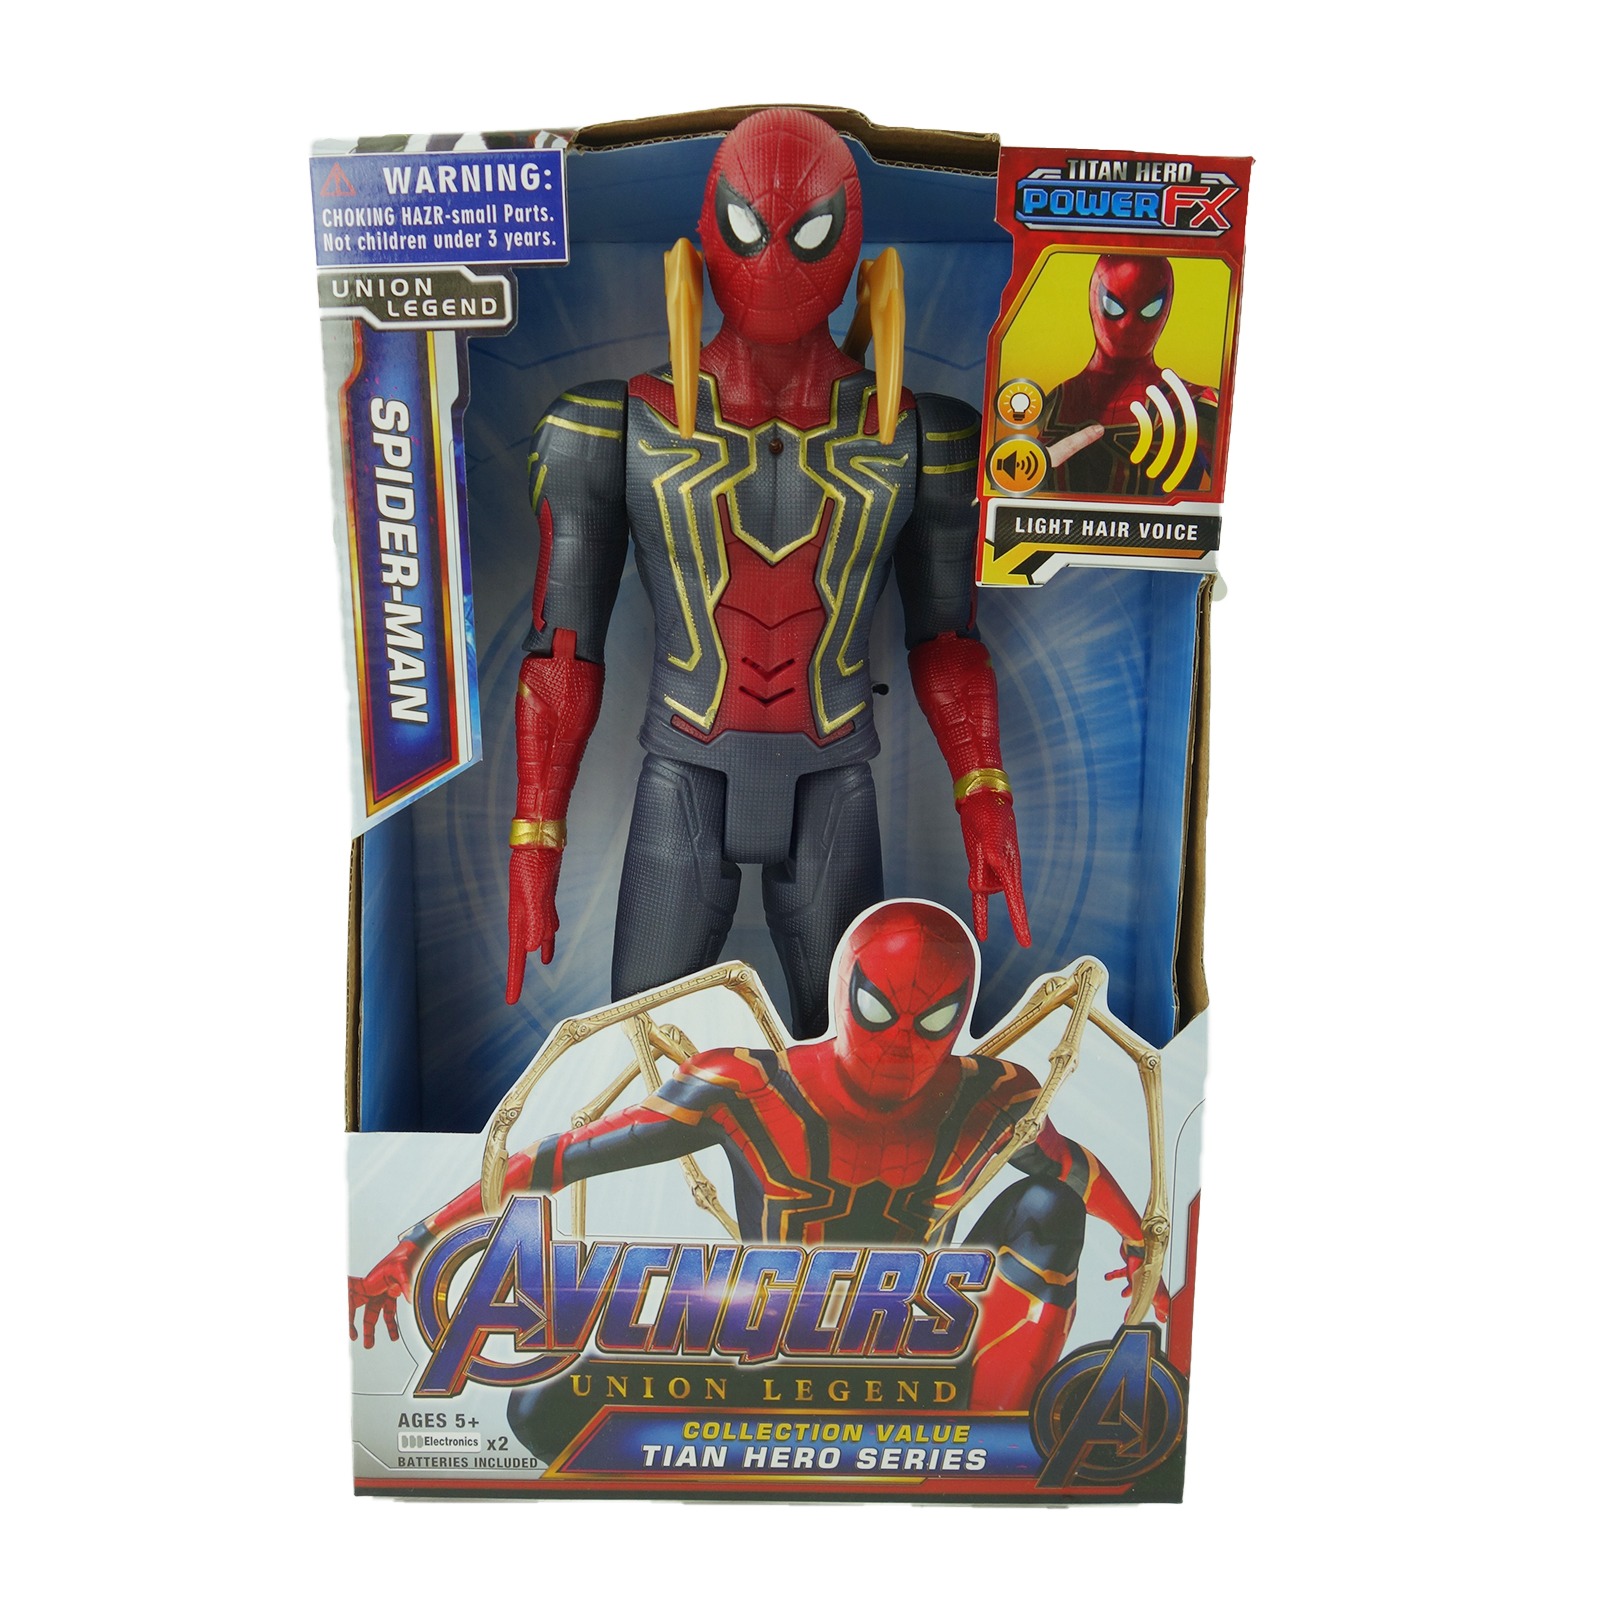 WARNING:
CHOKING HAZR-small Parts.
Not children under 3 years.
UNION
LEGEND
SPIDER-MAN
TITAN HERO
POWER FX
LIGHT HAIR VOICE
AVENGERS
UNION LEGEND
COLLECTION VALUE
TIAN HERO SERIES
AGES 5+
Electronics x2
BATTERIES INCLUDED